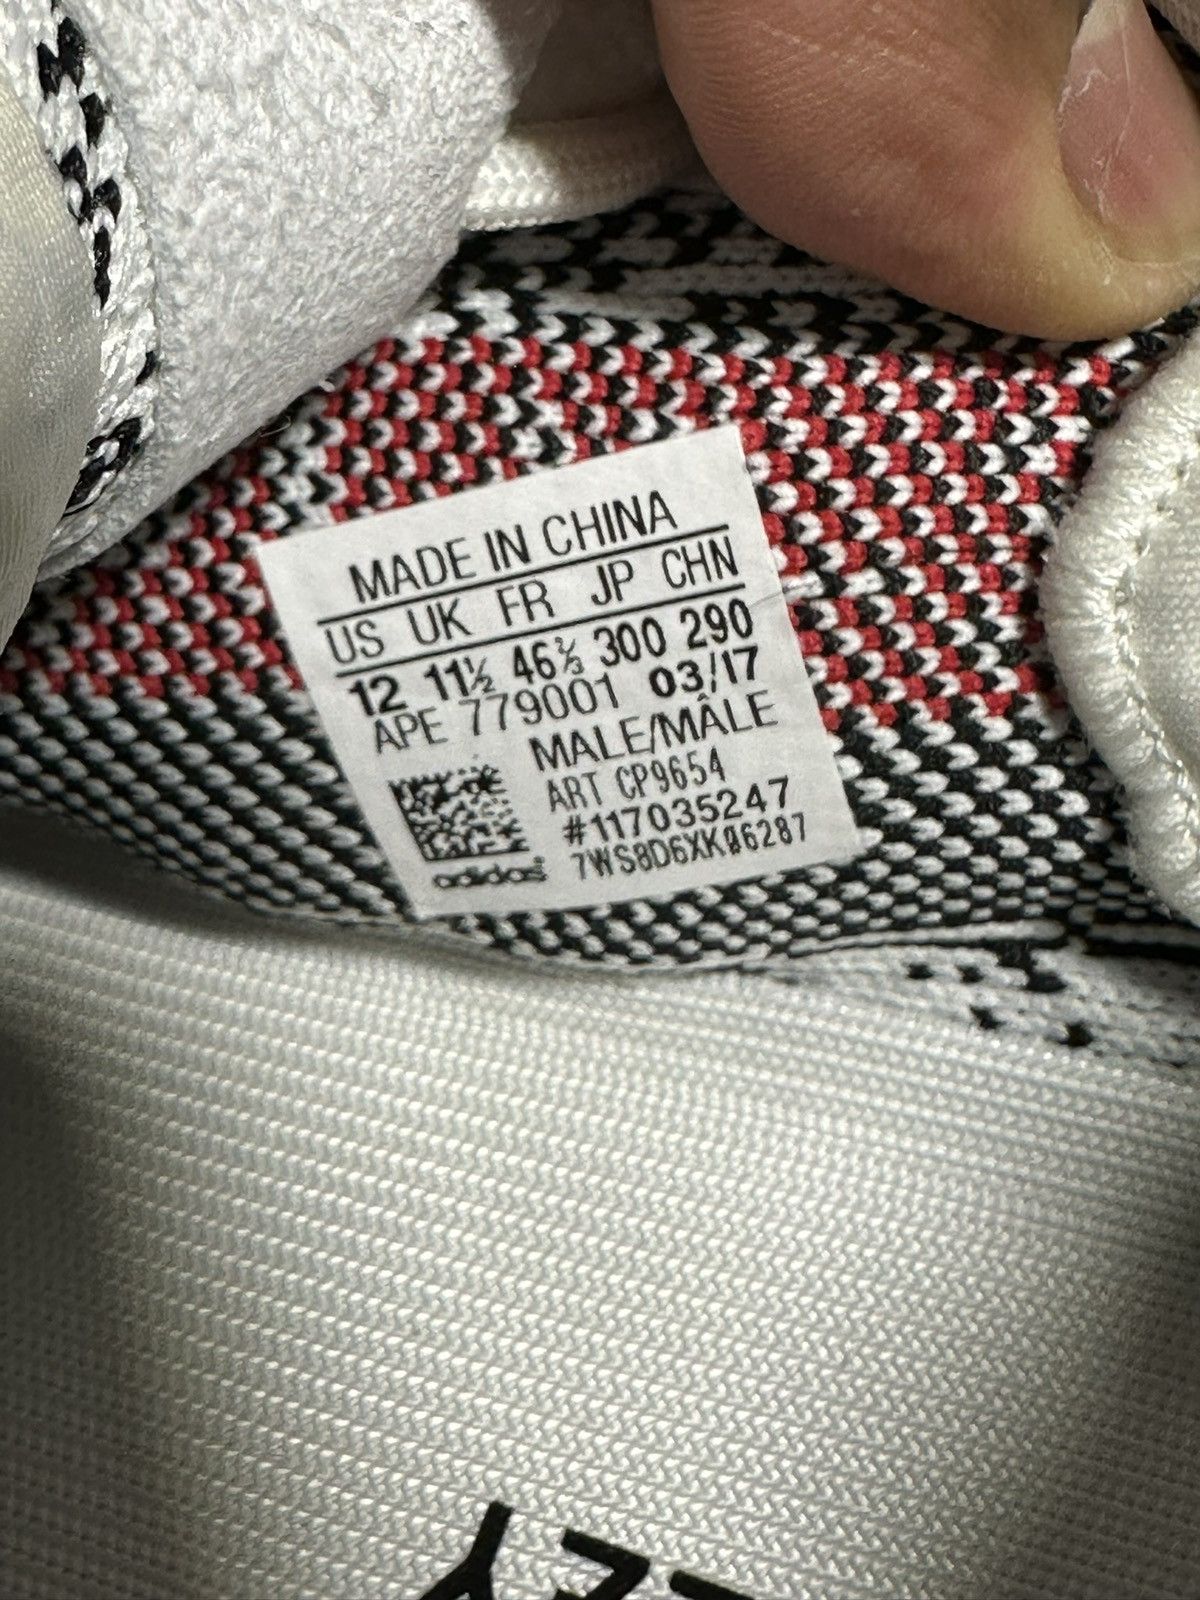 MADE IN CHINA
US UK FR JP CHN
12 11½ 46⅔ 300 290
APE 779001 03/17
MALE/MÂLE
ART CP9654
#117035247
7WS8D6XK06287
adidas